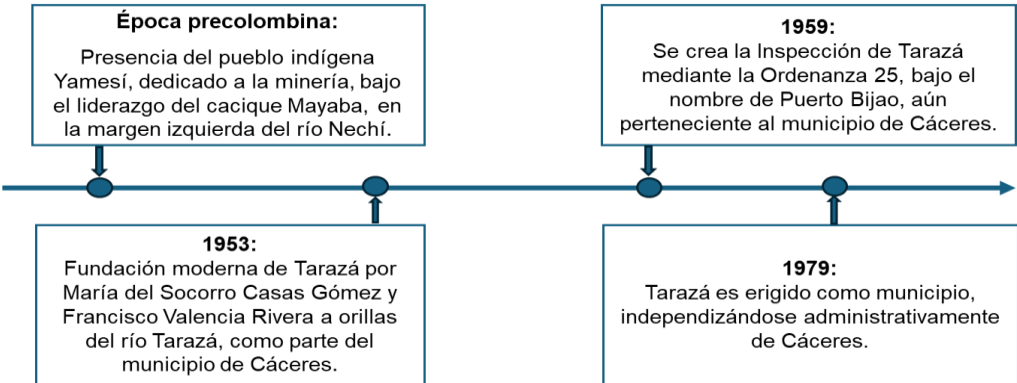 Época precolombina:
Presencia del pueblo indígena
Yamesí, dedicado a la minería, bajo
el liderazgo del cacique Mayaba, en
la margen izquierda del río Nechí.
1953:
Fundación moderna de Tarazá por
María del Socorro Casas Gómez y
Francisco Valencia Rivera a orillas
del río Tarazá, como parte del
municipio de Cáceres.
1959:
Se crea la Inspección de Tarazá
mediante la Ordenanza 25, bajo el
nombre de Puerto Bijao, aún
perteneciente al municipio de Cáceres.
1979:
Tarazá es erigido como municipio,
independizándose administrativamente
de Cáceres.